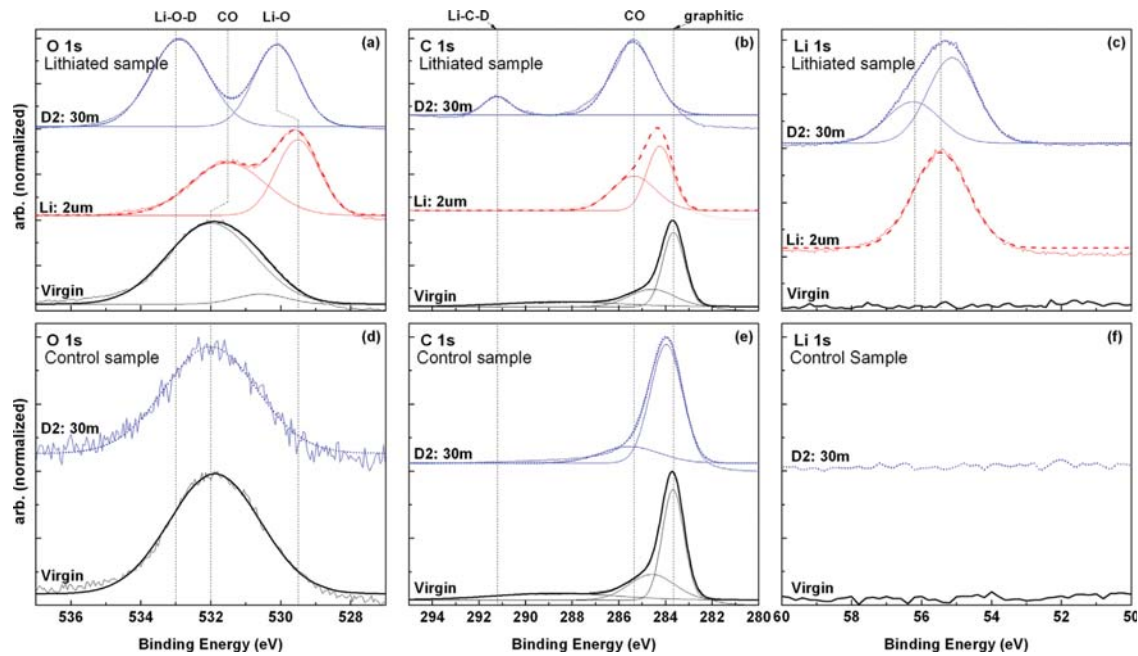 Li-O-D CO Li-O
Li-C-D CO graphitic
O 1s (a)
Lithiated sample
D2: 30m
Li: 2um
Virgin
arb. (normalized)
C 1s (b)
Lithiated sample
D2: 30m
Li: 2um
Virgin
Li 1s (c)
Lithiated sample
D2: 30m
Li: 2um
Virgin
O 1s (d)
Control sample
D2: 30m
Virgin
arb. (normalized)
536 534 532 530 528
Binding Energy (eV)
C 1s (e)
Control sample
D2: 30m
Virgin
294 292 290 288 286 284 282 280
Binding Energy (eV)
Li 1s (f)
Control Sample
D2: 30m
Virgin
60 58 56 54 52 50
Binding Energy (eV)